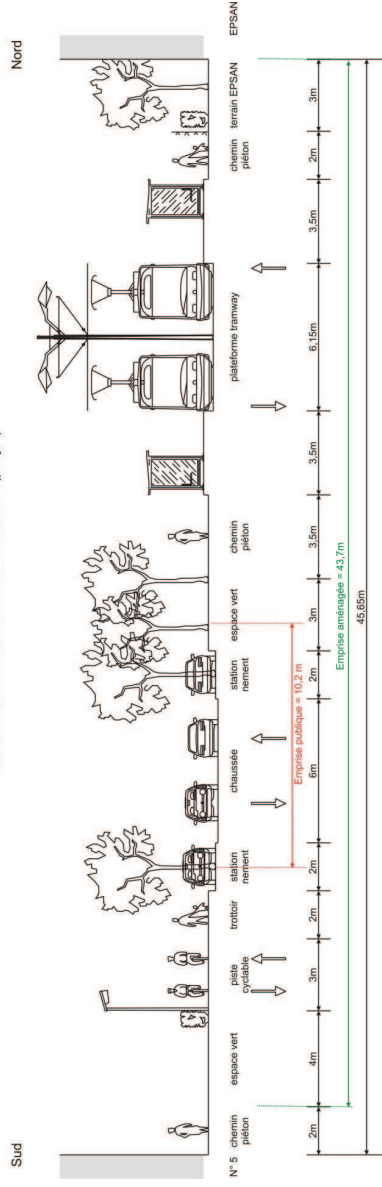 Sud
Nord
N° 5
chemin
piéton
espace vert
piste
cyclable
trottoir
station
nement
chaussée
station
nement
espace vert
chemin
piéton
plateforme tramway
chemin
piéton
terrain EPSAN
EPSAN
Emprise publique = 10,2 m
2m
4m
3m
2m
2m
6m
2m
3m
3,5m
3,5m
6,15m
3,5m
2m
3m
Emprise aménagée = 43,7m
45,65m